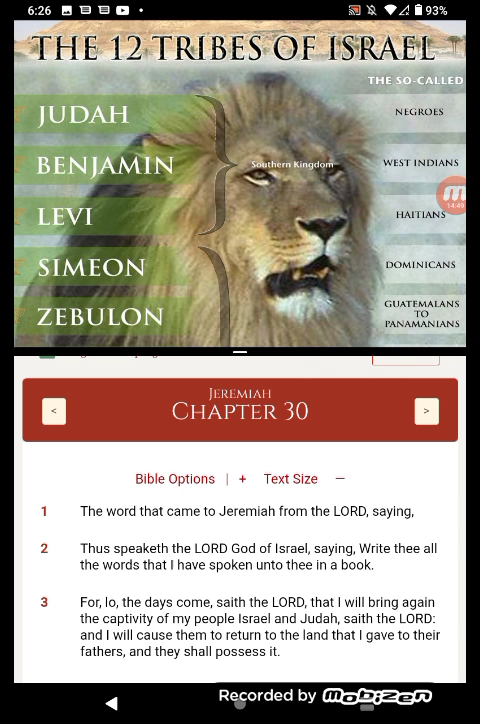 6:26
93%
THE 12 TRIBES OF ISRAEL
THE SO-CALLED
JUDAH
NEGROES
BENJAMIN
Southern Kingdom
WEST INDIANS
14:49
LEVI
HAITIANS
SIMEON
DOMINICANS
ZEBULON
GUATEMALANS
TO
PANAMANIANS
JEREMIAH
CHAPTER 30
<
>
Bible Options | + Text Size —
1 The word that came to Jeremiah from the LORD, saying,
2 Thus speaketh the LORD God of Israel, saying, Write thee all
the words that I have spoken unto thee in a book.
3 For, lo, the days come, saith the LORD, that I will bring again
the captivity of my people Israel and Judah, saith the LORD:
and I will cause them to return to the land that I gave to their
fathers, and they shall possess it.
Recorded by Mobizen